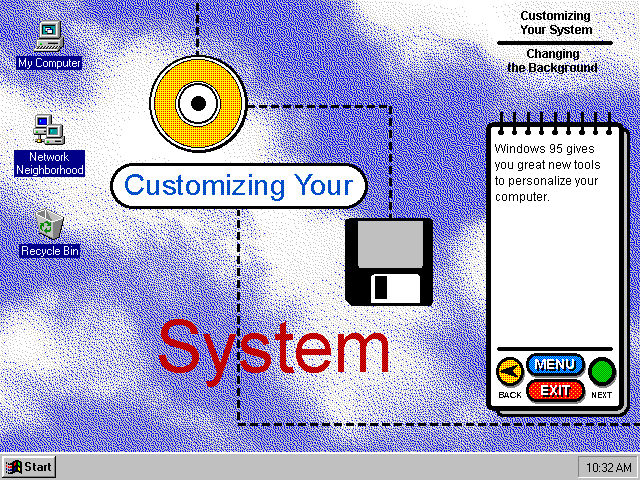 Customizing
Your System
Changing
the Background
My Computer
Network
Neighborhood
Recycle Bin
Customizing Your
System
Windows 95 gives
you great new tools
to personalize your
computer.
MENU
EXIT
BACK
NEXT
Start
10:32 AM